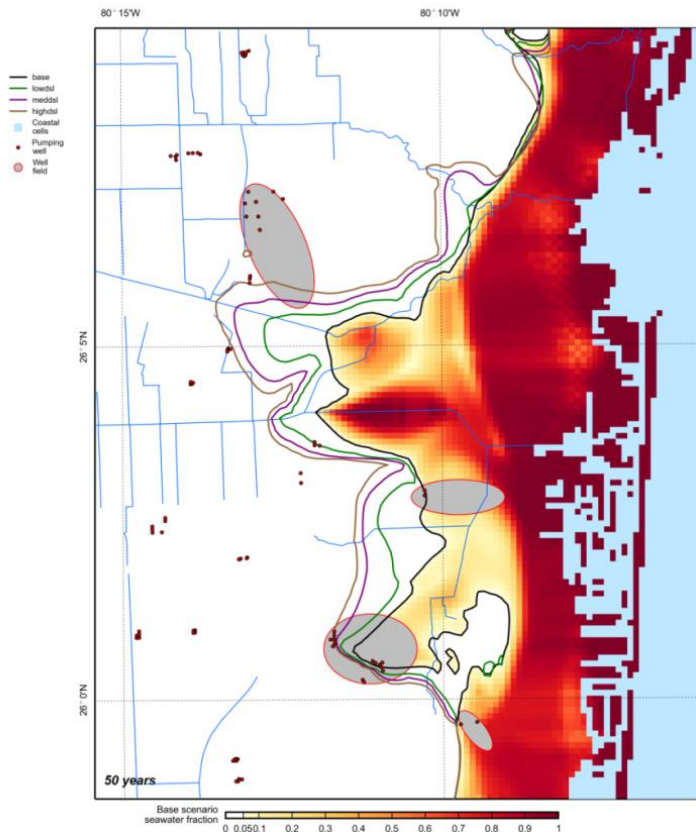 80°15'W 80°10'W
base
lowdsl
meddsl
highdsl
Coastal
cells
Pumping
well
Well
field
26°5'N
26°0'N
50 years
Base scenario
seawater fraction
0 0.05 0.1 0.2 0.3 0.4 0.5 0.6 0.7 0.8 0.9 1